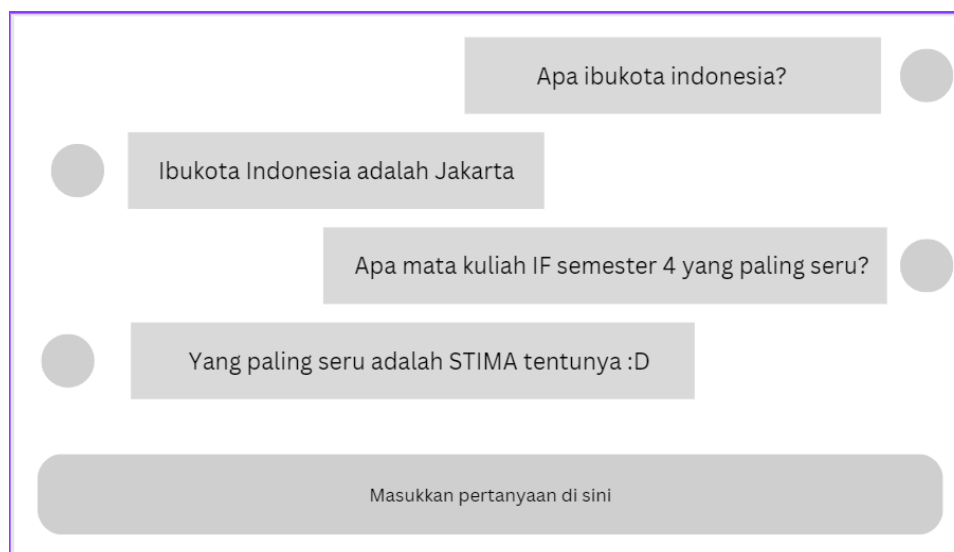 Apa ibukota indonesia?
Ibukota Indonesia adalah Jakarta
Apa mata kuliah IF semester 4 yang paling seru?
Yang paling seru adalah STIMA tentunya :D
Masukkan pertanyaan di sini